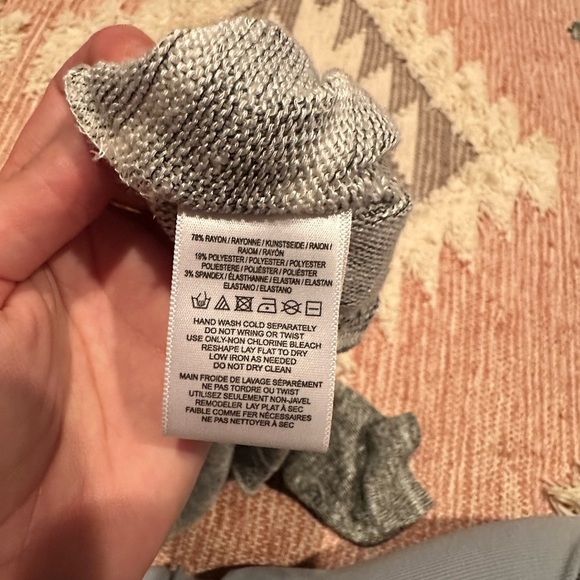 78% RAYON / RAYONNE / KUNSTSEIDE / RAION /
RAIOM / RAYÓN
19% POLYESTER / POLYESTER / POLYESTER
POLIESTERE / POLIÉSTER / POLIÉSTER
3% SPANDEX / ÉLASTHANNE / ELASTAN / ELASTAN
ELASTANO / ELASTANO
HAND WASH COLD SEPARATELY
DO NOT WRING OR TWIST
USE ONLY-NON CHLORINE BLEACH
RESHAPE LAY FLAT TO DRY
LOW IRON AS NEEDED
DO NOT DRY CLEAN
MAIN FROIDE DE LAVAGE SÉPARÉMENT
NE PAS TORDRE OU TWIST
UTILISEZ SEULEMENT NON-JAVEL
REMODELER LAY PLAT À SEC
FAIBLE COMME FER NÉCESSAIRES
NE PAS NETTOYER À SEC